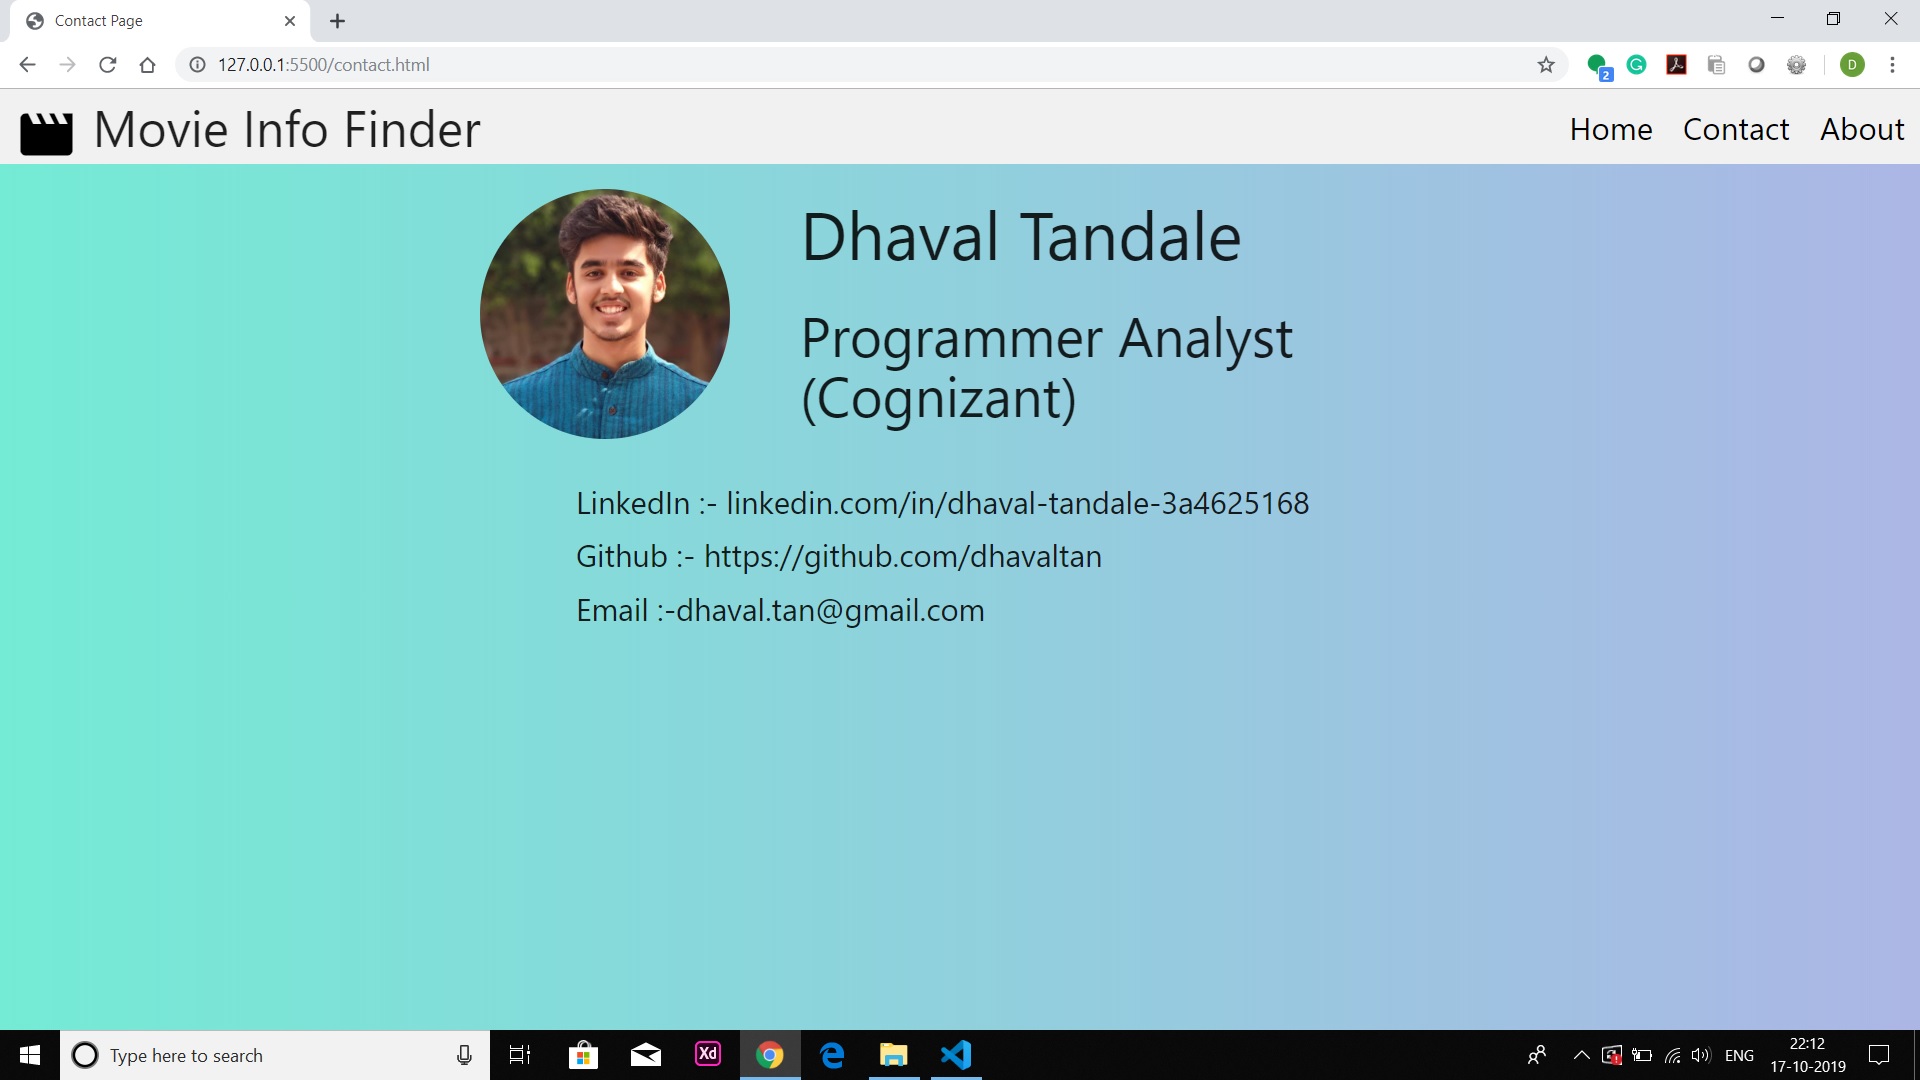 Contact Page
127.0.0.1:5500/contact.html
2
D
Movie Info Finder
Home Contact About
Dhaval Tandale
Programmer Analyst
(Cognizant)
LinkedIn :- linkedin.com/in/dhaval-tandale-3a4625168
Github :- https://github.com/dhavaltan
Email :-dhaval.tan@gmail.com
Type here to search
Xd
ENG
22:12
17-10-2019